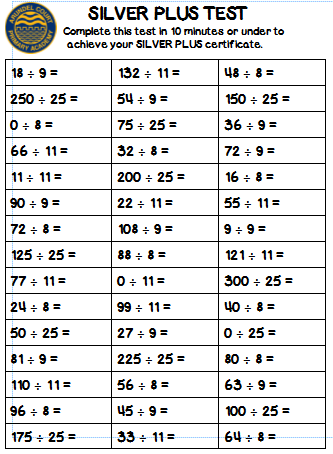 ARUNDEL COURT
PRIMARY ACADEMY
SILVER PLUS TEST
Complete this test in 10 minutes or under to
achieve your SILVER PLUS certificate.
18 ÷ 9 = 132 ÷ 11 = 48 ÷ 8 =
250 ÷ 25 = 54 ÷ 9 = 150 ÷ 25 =
0 ÷ 8 = 75 ÷ 25 = 36 ÷ 9 =
66 ÷ 11 = 32 ÷ 8 = 72 ÷ 9 =
11 ÷ 11 = 200 ÷ 25 = 16 ÷ 8 =
90 ÷ 9 = 22 ÷ 11 = 55 ÷ 11 =
72 ÷ 8 = 108 ÷ 9 = 9 ÷ 9 =
125 ÷ 25 = 88 ÷ 8 = 121 ÷ 11 =
77 ÷ 11 = 0 ÷ 11 = 300 ÷ 25 =
24 ÷ 8 = 99 ÷ 11 = 40 ÷ 8 =
50 ÷ 25 = 27 ÷ 9 = 0 ÷ 25 =
81 ÷ 9 = 225 ÷ 25 = 80 ÷ 8 =
110 ÷ 11 = 56 ÷ 8 = 63 ÷ 9 =
96 ÷ 8 = 45 ÷ 9 = 100 ÷ 25 =
175 ÷ 25 = 33 ÷ 11 = 64 ÷ 8 =